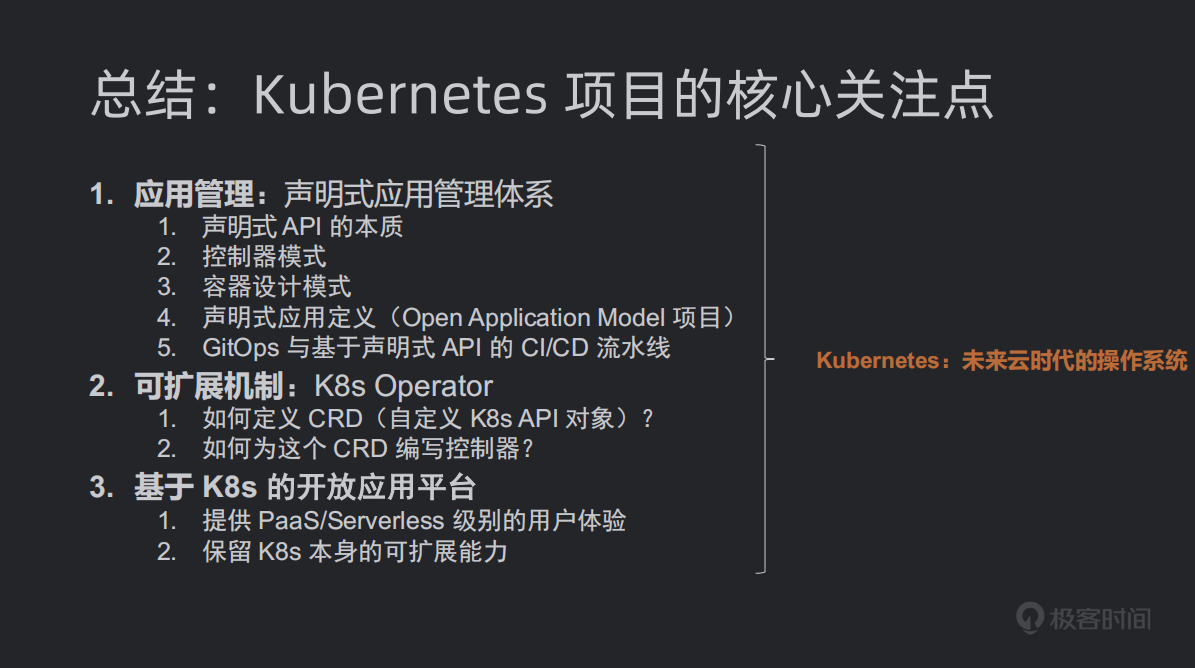 总结：Kubernetes 项目的核心关注点
1. 应用管理：声明式应用管理体系
1. 声明式 API 的本质
2. 控制器模式
3. 容器设计模式
4. 声明式应用定义（Open Application Model 项目）
5. GitOps 与基于声明式 API 的 CI/CD 流水线
2. 可扩展机制：K8s Operator
1. 如何定义 CRD（自定义 K8s API 对象）?
2. 如何为这个 CRD 编写控制器?
3. 基于 K8s 的开放应用平台
1. 提供 PaaS/Serverless 级别的用户体验
2. 保留 K8s 本身的可扩展能力
Kubernetes：未来云时代的操作系统
极客时间